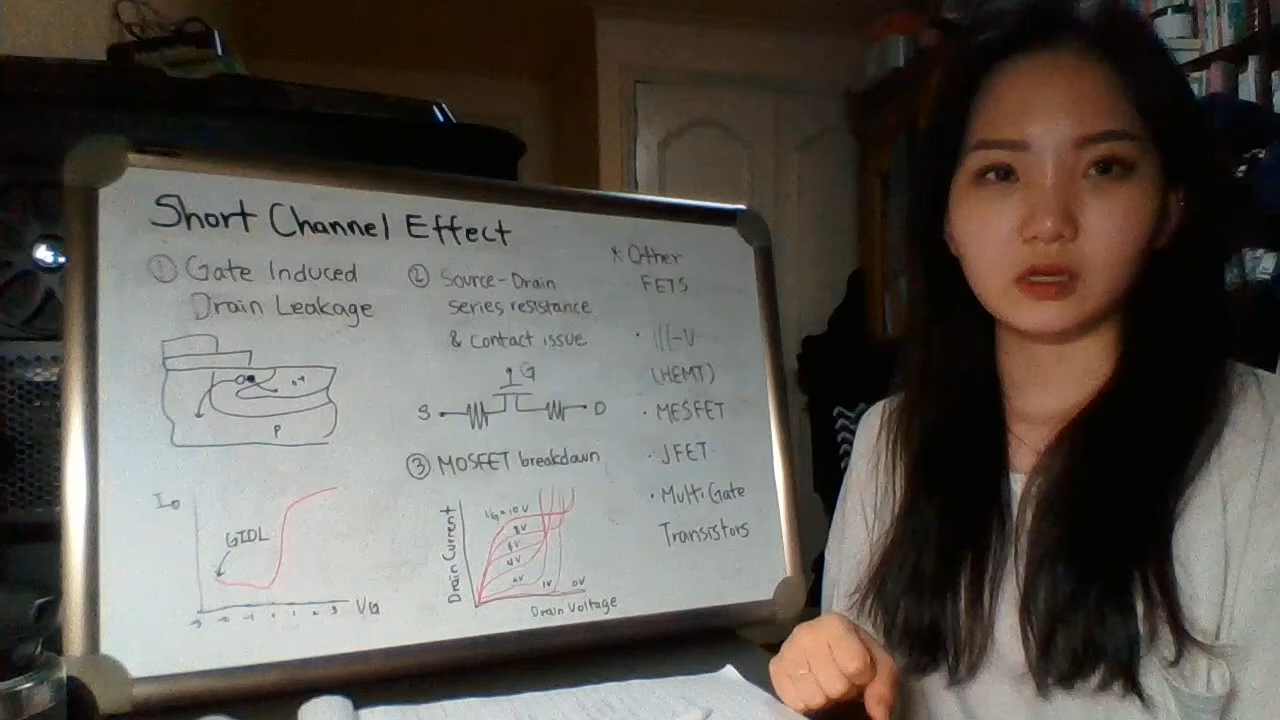 Short Channel Effect
① Gate Induced
Drain Leakage
n+
P
ID
GIDL
VG
② Source-Drain
series resistance
& contact issue
G
S
D
③ MOSFET breakdown
Drain Current
VG=10V
8V
6V
4V
2V
1V
0V
Drain Voltage
* Other
FETS
· III-V
(HEMT)
· MESFET
· JFET
· Multi Gate
Transistors